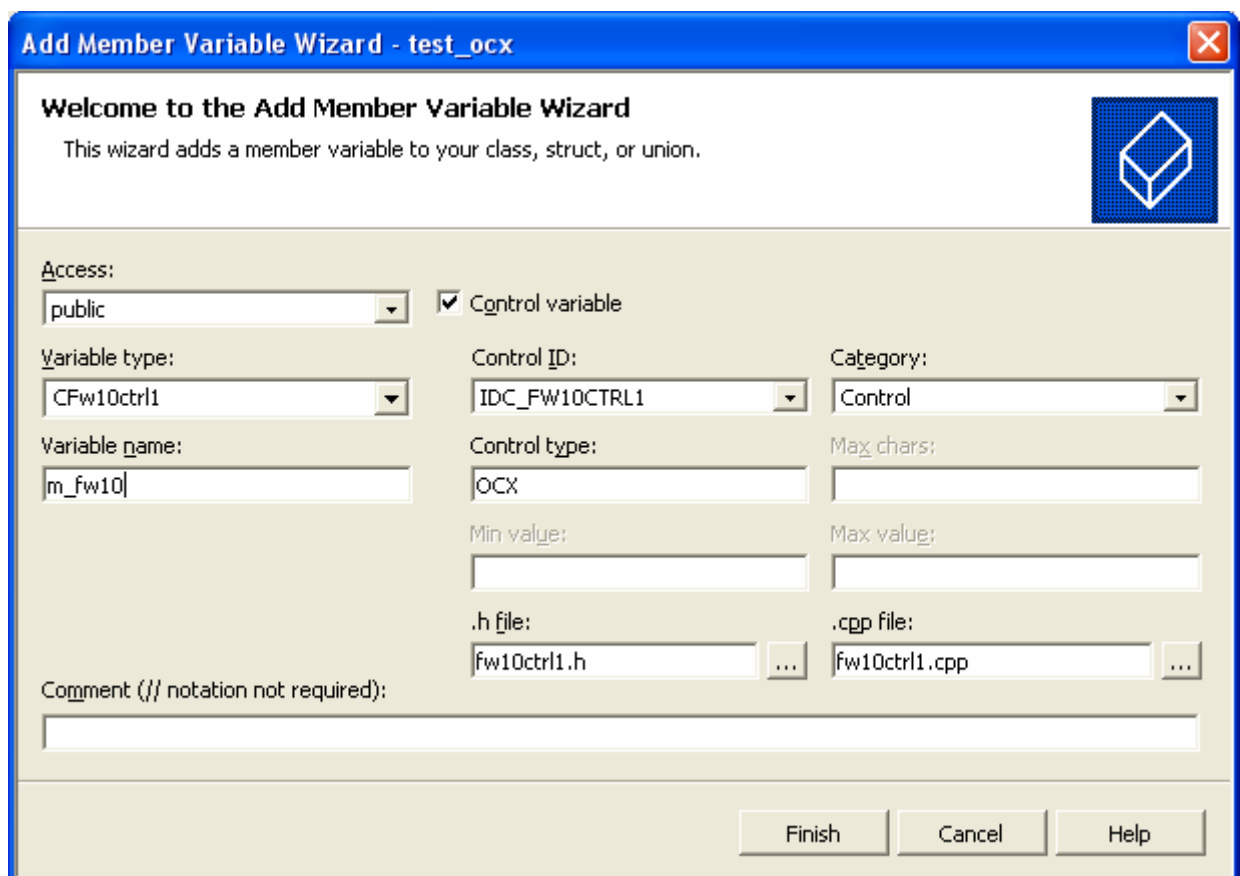 Add Member Variable Wizard - test_ocx
Welcome to the Add Member Variable Wizard
This wizard adds a member variable to your class, struct, or union.
Access:
public
Control variable
Variable type:
Control ID:
Category:
CFw10ctrl1
IDC_FW10CTRL1
Control
Variable name:
Control type:
Max chars:
m_fw10
OCX
Min value:
Max value:
.h file:
.cpp file:
fw10ctrl1.h
...
fw10ctrl1.cpp
...
Comment (// notation not required):
Finish
Cancel
Help